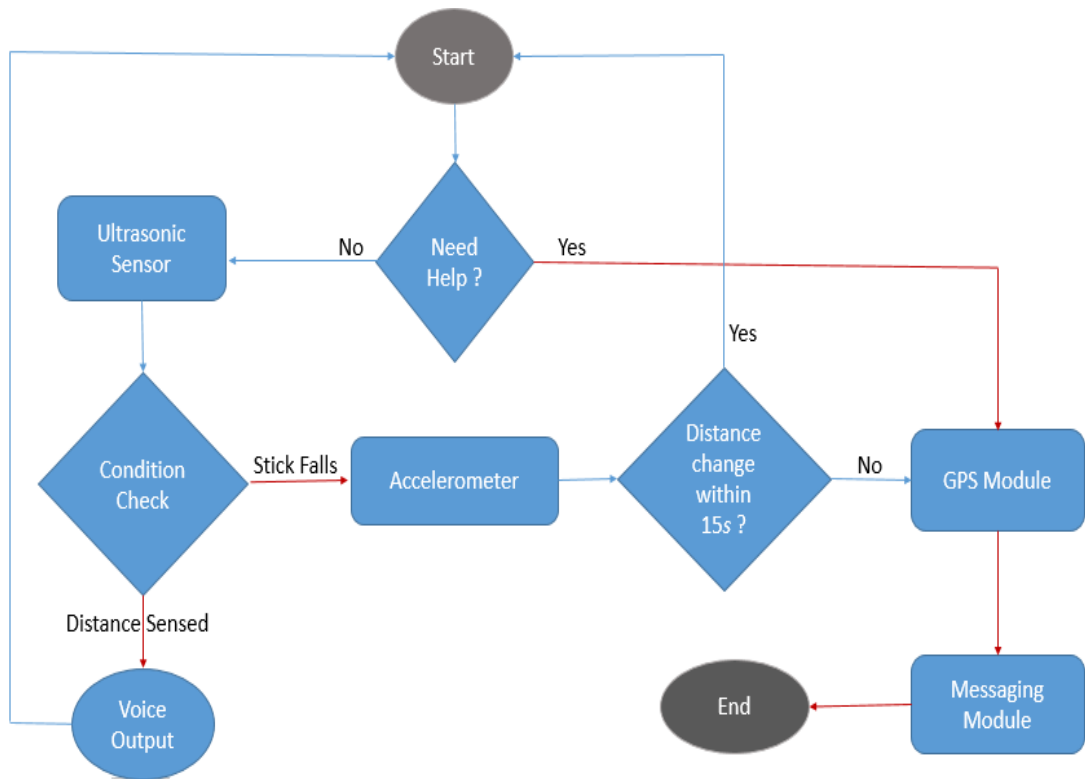 Start
Need
Help ?
No
Yes
Ultrasonic
Sensor
Yes
Condition
Check
Stick Falls
Accelerometer
Distance
change
within
15s ?
No
GPS Module
Distance Sensed
Voice
Output
End
Messaging
Module